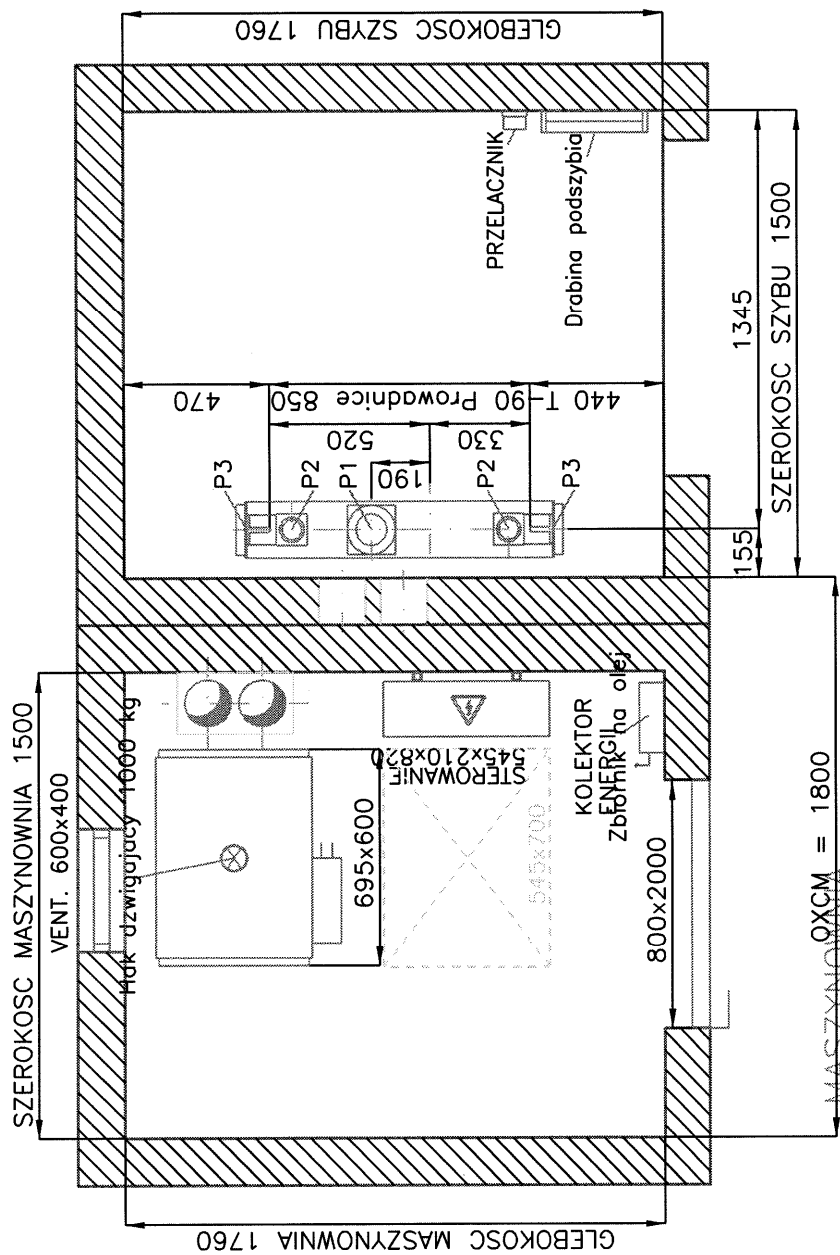 GLEBOKOSC SZYBU 1760
PRZELACZNIK
Drabina podszybia
1345
SZEROKOSC SZYBU 1500
155
470
T-90 Prowadnice 850
440
520
330
190
P3
P2
P1
P2
P3
SZEROKOSC MASZYNOWNIA 1500
VENT. 600x400
Hak dzwigajacy 1000 kg
695x600
STEROWANIE
545x210x820
545x700
KOLEKTOR
ENERGII
Zbiornik na olej
800x2000
QXCM = 1800
MASZYNOWNIA
GLEBOKOSC MASZYNOWNIA 1760